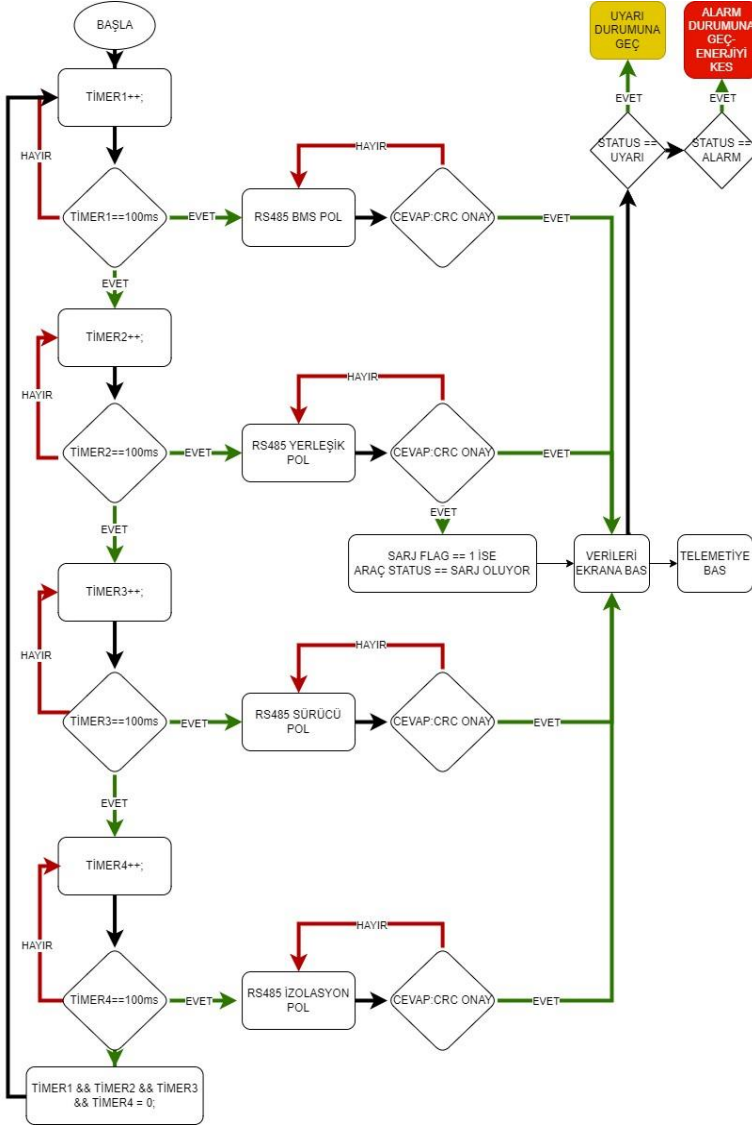 BAŞLA
TİMER1++;
HAYIR
TİMER1==100ms
EVET
RS485 BMS POL
HAYIR
CEVAP:CRC ONAY
EVET
EVET
UYARI
DURUMUNA
GEÇ
ALARM
DURUMUNA
GEÇ-
ENERJİYİ
KES
EVET
EVET
STATUS ==
UYARI
STATUS ==
ALARM
TİMER2++;
HAYIR
TİMER2==100ms
EVET
RS485 YERLEŞİK
POL
HAYIR
CEVAP:CRC ONAY
EVET
EVET
EVET
SARJ FLAG == 1 İSE
ARAÇ STATUS == SARJ OLUYOR
VERİLERİ
EKRANA BAS
TELEMETİYE
BAS
TİMER3++;
HAYIR
TİMER3==100ms
EVET
RS485 SÜRÜCÜ
POL
HAYIR
CEVAP:CRC ONAY
EVET
EVET
TİMER4++;
HAYIR
TİMER4==100ms
EVET
RS485 İZOLASYON
POL
HAYIR
CEVAP:CRC ONAY
EVET
TİMER1 && TİMER2 && TİMER3
&& TİMER4 = 0;